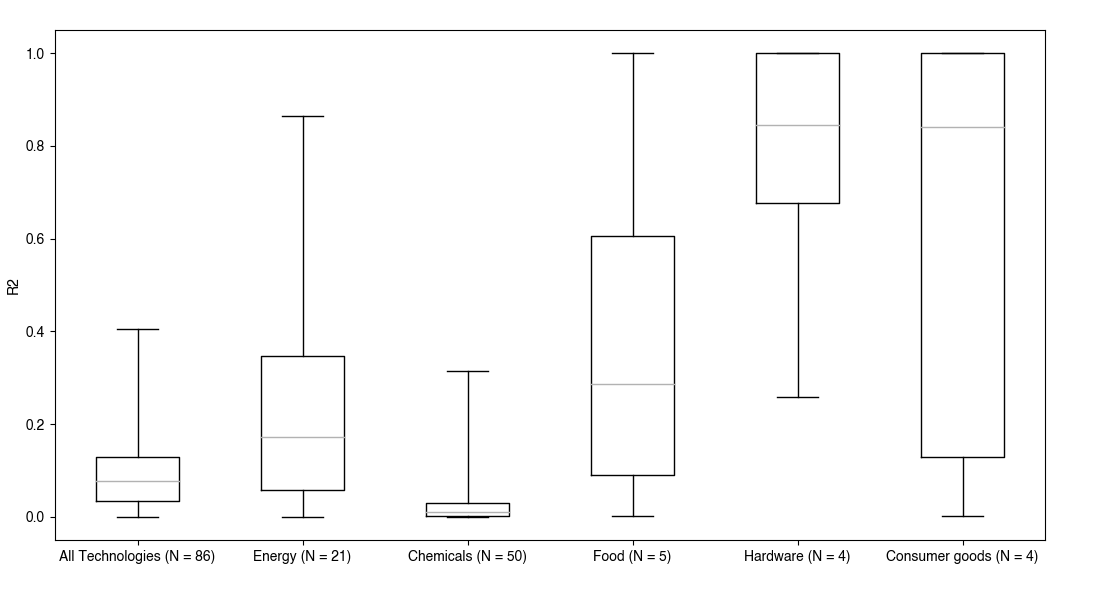 1.0
0.8
0.6
0.4
0.2
0.0
R2
All Technologies (N = 86)
Energy (N = 21)
Chemicals (N = 50)
Food (N = 5)
Hardware (N = 4)
Consumer goods (N = 4)